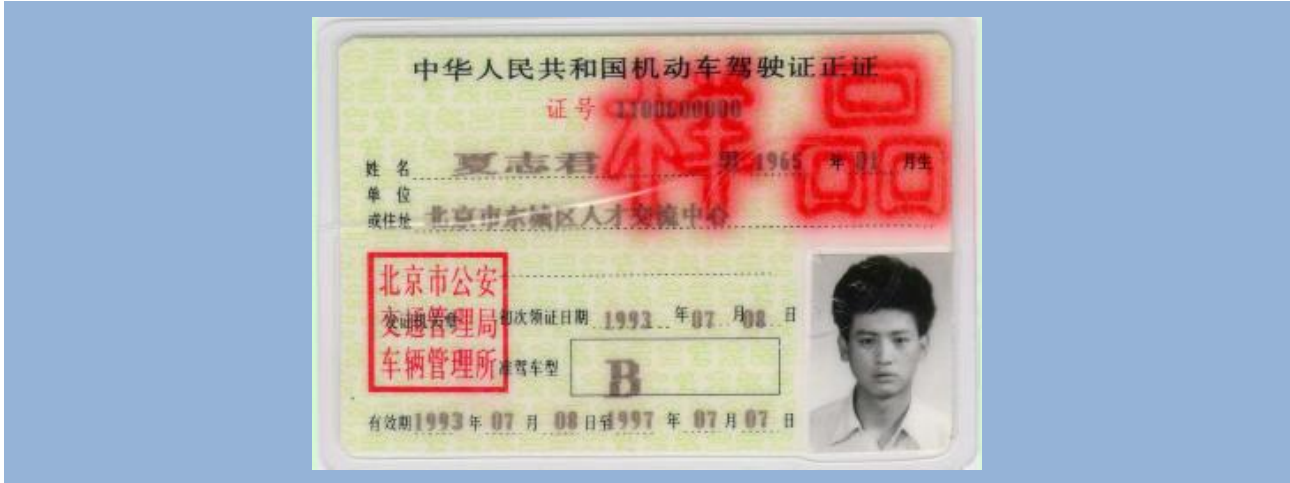 中华人民共和国机动车驾驶证正证
证号 1100600000
样品
姓名 夏志君 男 1965 年 01 月生
单位
或住址 北京市东城区人才交流中心
北京市公安
交通管理局
车辆管理所
初次领证日期 1993 年 07 月 08 日
准驾车型 B
有效期 1993 年 07 月 08 日至 1997 年 07 月 07 日